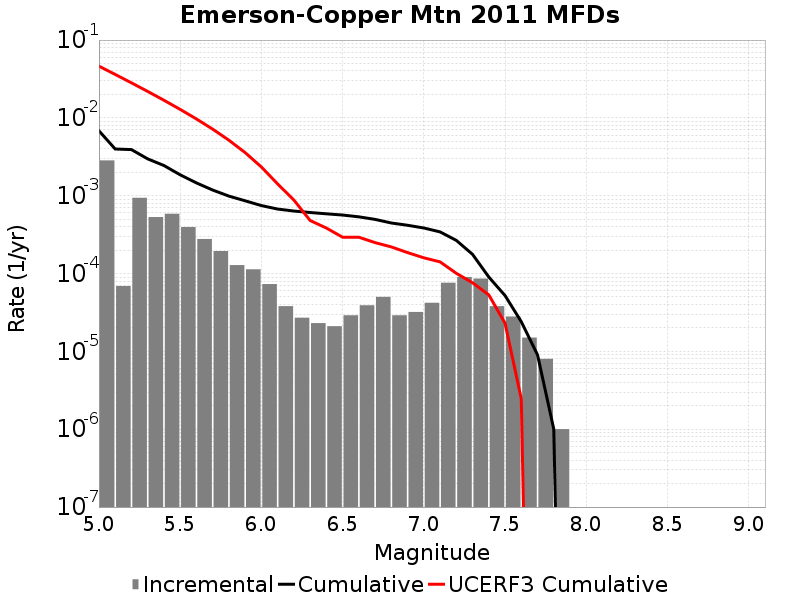 Emerson-Copper Mtn 2011 MFDs
10-1
10-2
10-3
10-4
10-5
10-6
10-7
Rate (1/yr)
5.0 5.5 6.0 6.5 7.0 7.5 8.0 8.5 9.0
Magnitude
Incremental Cumulative UCERF3 Cumulative